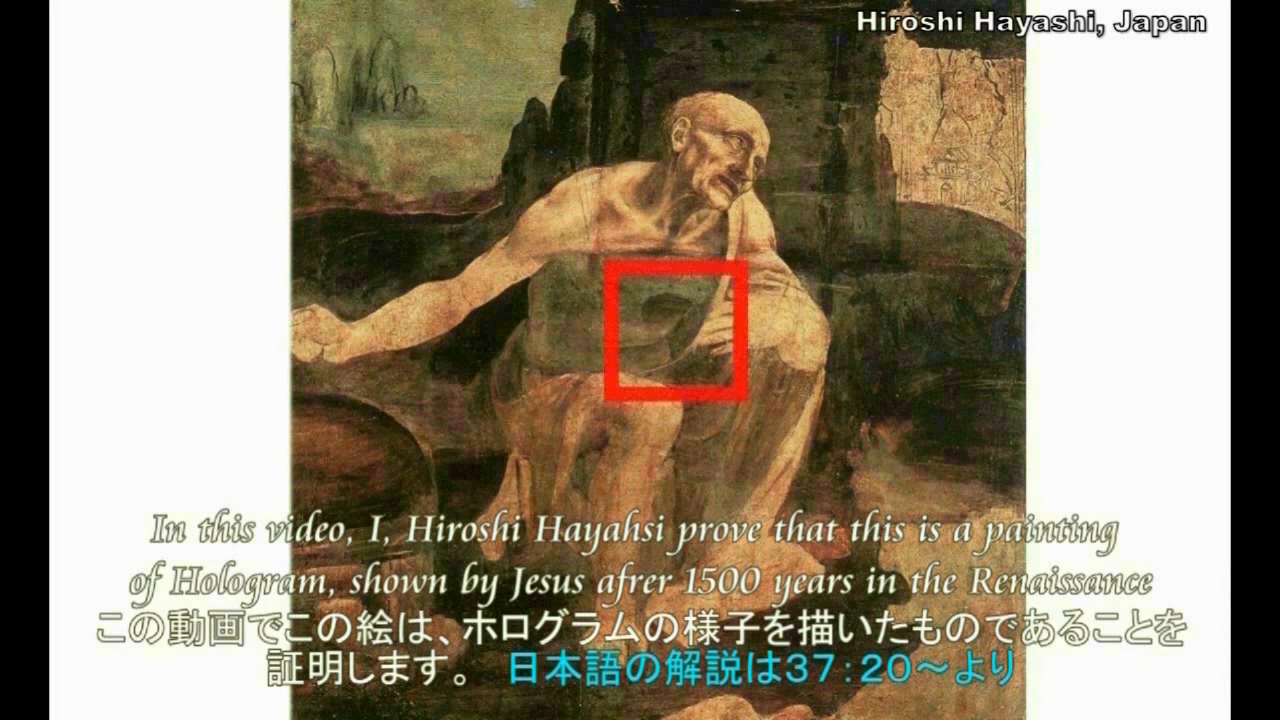 Hiroshi Hayashi, Japan
In this video, I, Hiroshi Hayahsi prove that this is a painting
of Hologram, shown by Jesus afrer 1500 years in the Renaissance
この動画でこの絵は、ホログラムの様子を描いたものであることを
証明します。 日本語の解説は37:20～より